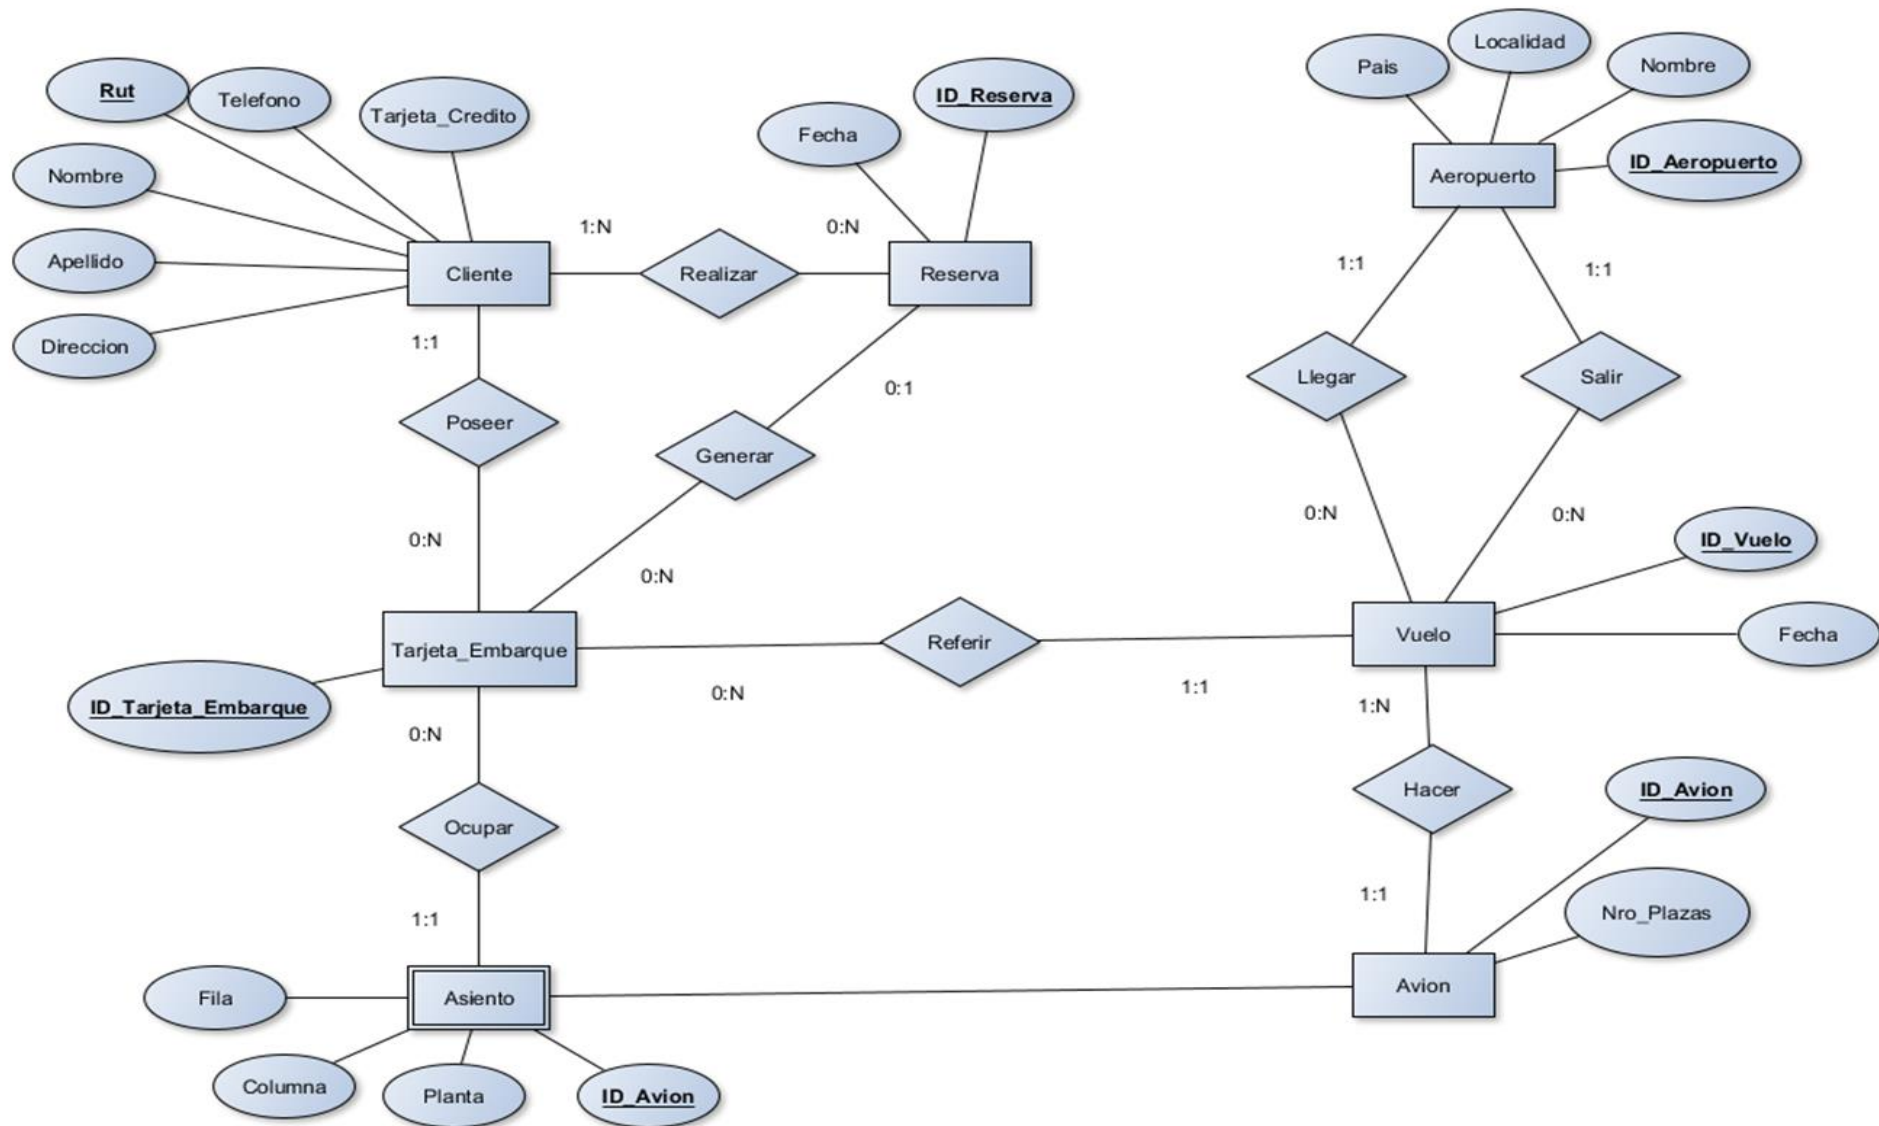 Localidad
Pais
Nombre
Rut
Telefono
Tarjeta_Credito
ID_Reserva
Fecha
ID_Aeropuerto
Nombre
Aeropuerto
1:N
0:N
Apellido
Cliente
Realizar
Reserva
1:1
1:1
Direccion
1:1
Llegar
Salir
0:1
Poseer
Generar
0:N
0:N
0:N
0:N
ID_Vuelo
Tarjeta_Embarque
Referir
Vuelo
Fecha
0:N
1:1
ID_Tarjeta_Embarque
1:N
0:N
Hacer
ID_Avion
Ocupar
1:1
Nro_Plazas
1:1
Fila
Asiento
Avion
Columna
Planta
ID_Avion